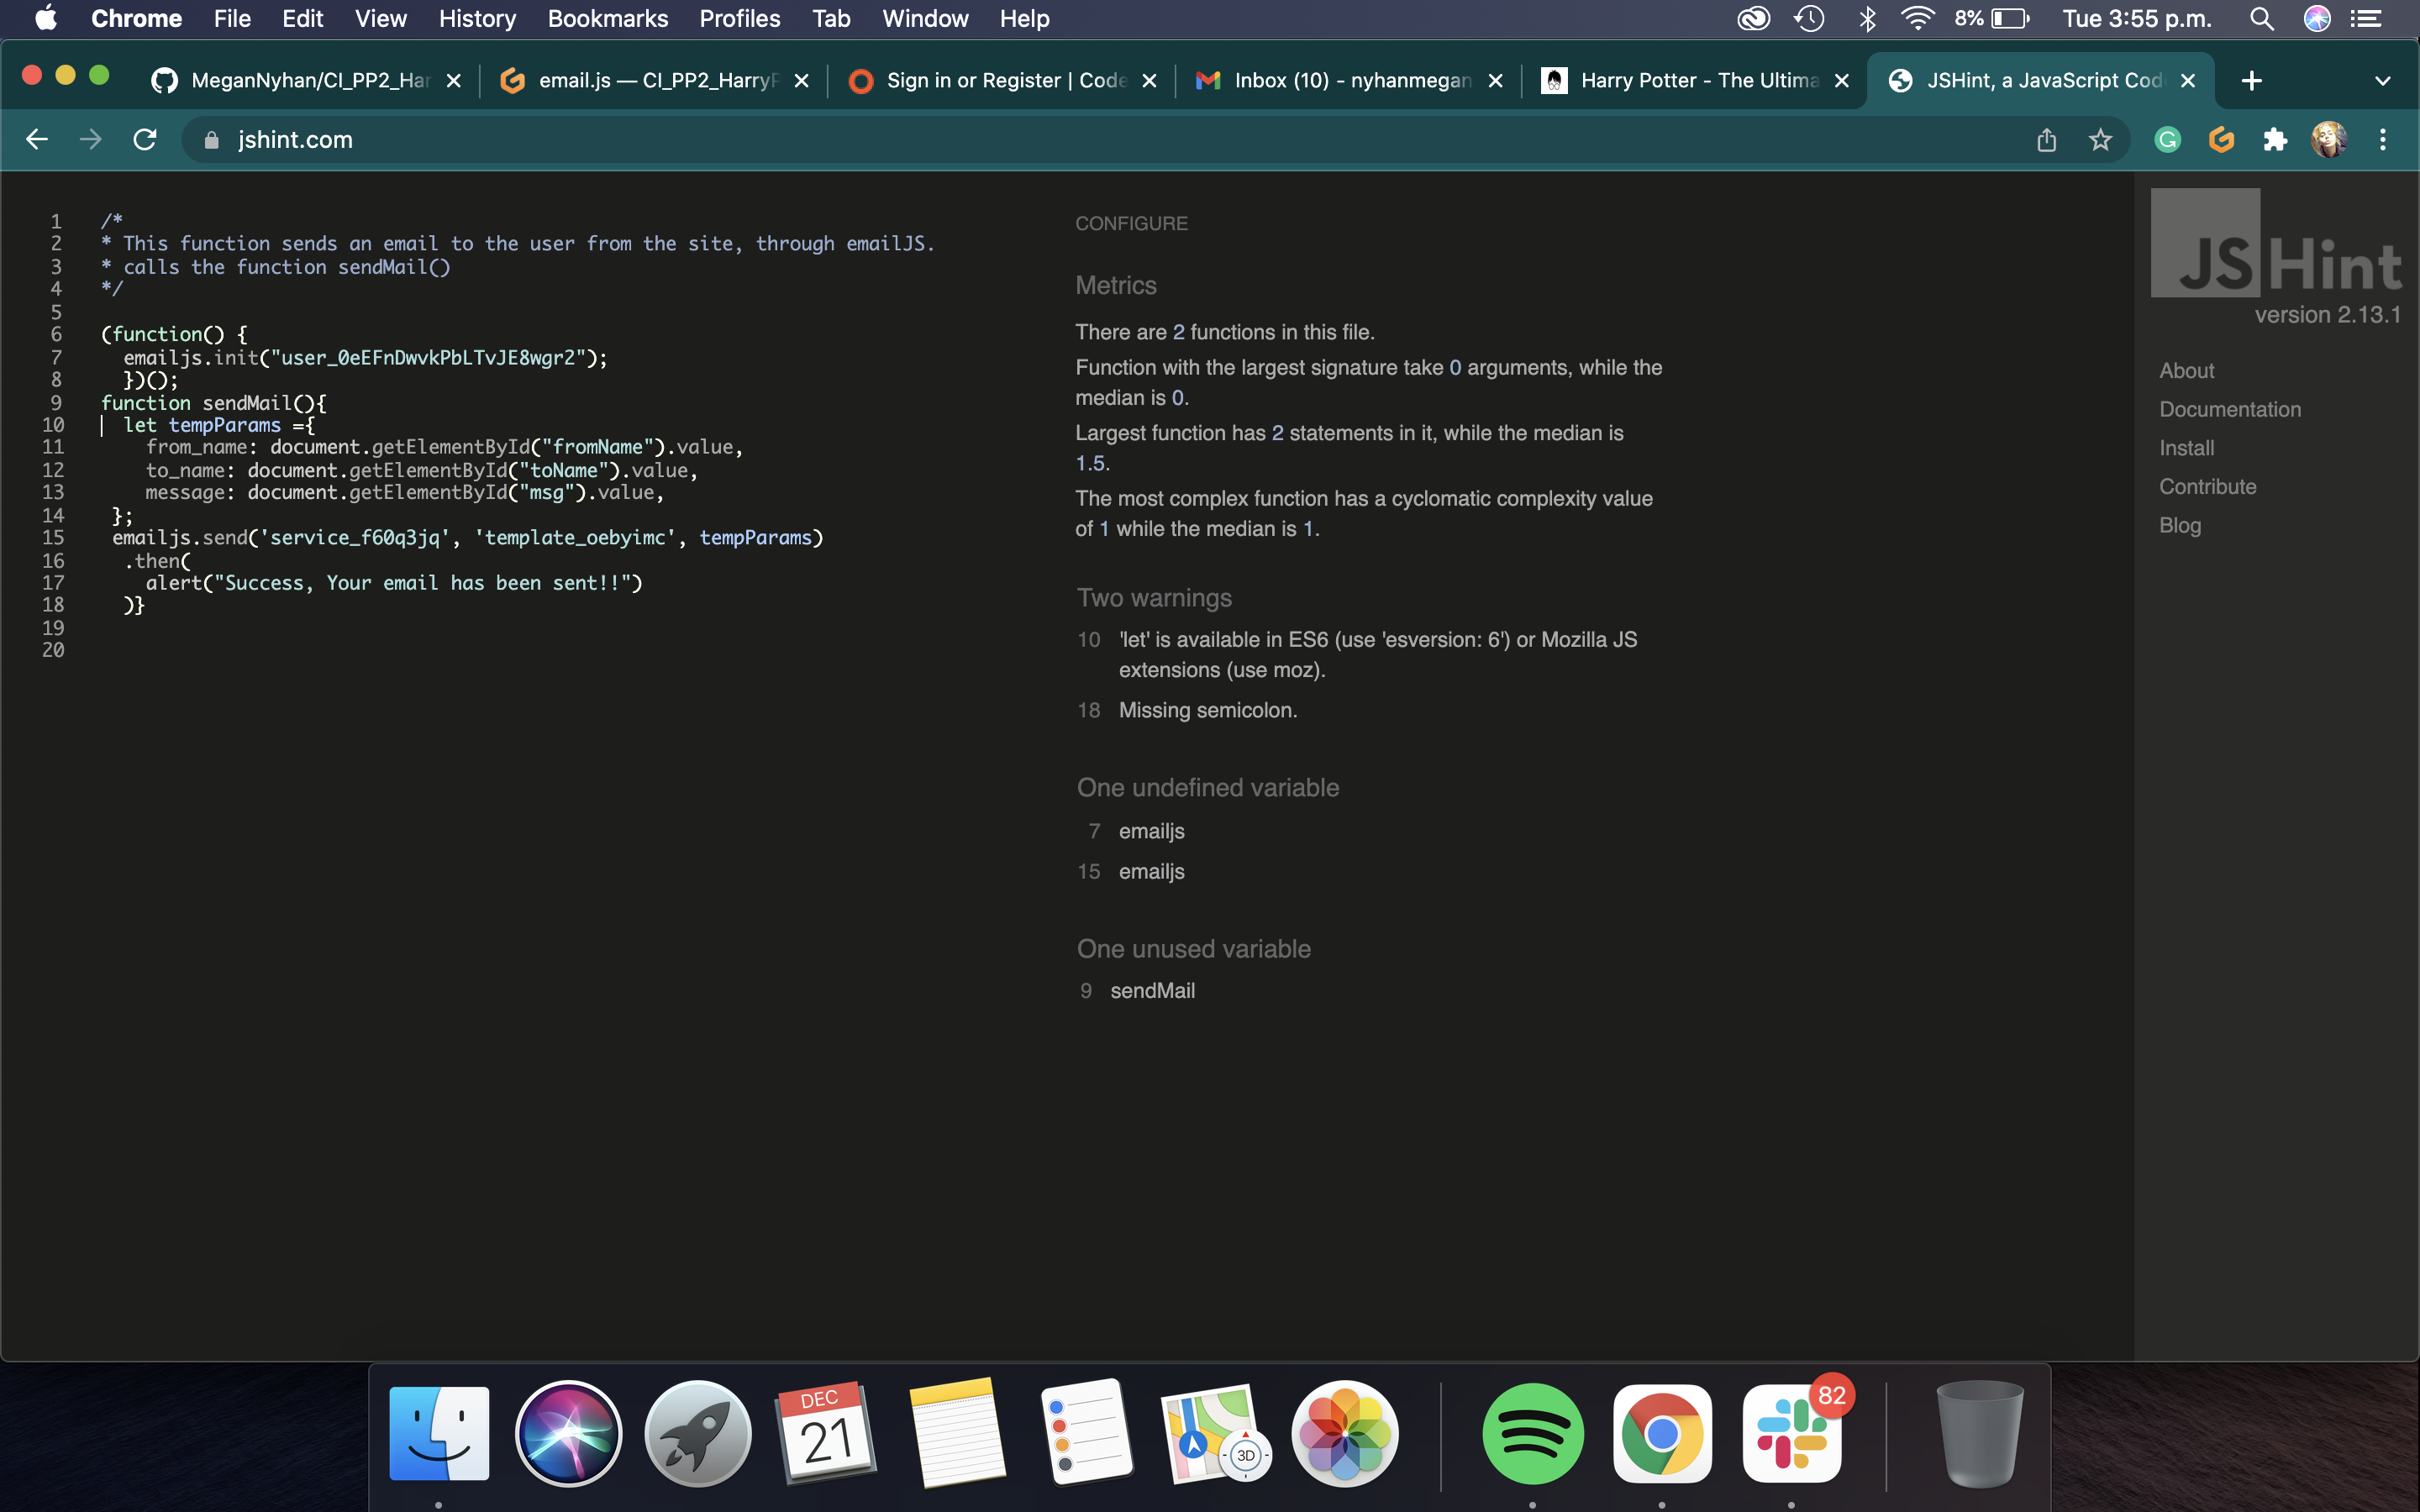 Chrome File Edit View History Bookmarks Profiles Tab Window Help 8% Tue 3:55 p.m.
MeganNyhan/CI_PP2_Har email.js — CI_PP2_HarryP Sign in or Register | Code Inbox (10) - nyhanmegan Harry Potter - The Ultima JSHint, a JavaScript Cod
jshint.com
1 /*
2 * This function sends an email to the user from the site, through emailJS.
3 * calls the function sendMail()
4 */
5
6 (function() {
7 emailjs.init("user_0eEFnDwvkPbLTvJE8wgr2");
8 })();
9 function sendMail(){
10 let tempParams ={
11 from_name: document.getElementById("fromName").value,
12 to_name: document.getElementById("toName").value,
13 message: document.getElementById("msg").value,
14 };
15 emailjs.send('service_f60q3jq', 'template_oebyimc', tempParams)
16 .then(
17 alert("Success, Your email has been sent!!")
18 )}
19
20
CONFIGURE
Metrics
There are 2 functions in this file.
Function with the largest signature take 0 arguments, while the
median is 0.
Largest function has 2 statements in it, while the median is
1.5.
The most complex function has a cyclomatic complexity value
of 1 while the median is 1.
Two warnings
10 'let' is available in ES6 (use 'esversion: 6') or Mozilla JS
extensions (use moz).
18 Missing semicolon.
One undefined variable
7 emailjs
15 emailjs
One unused variable
9 sendMail
JSHint
version 2.13.1
About
Documentation
Install
Contribute
Blog
DEC
21
3D
82